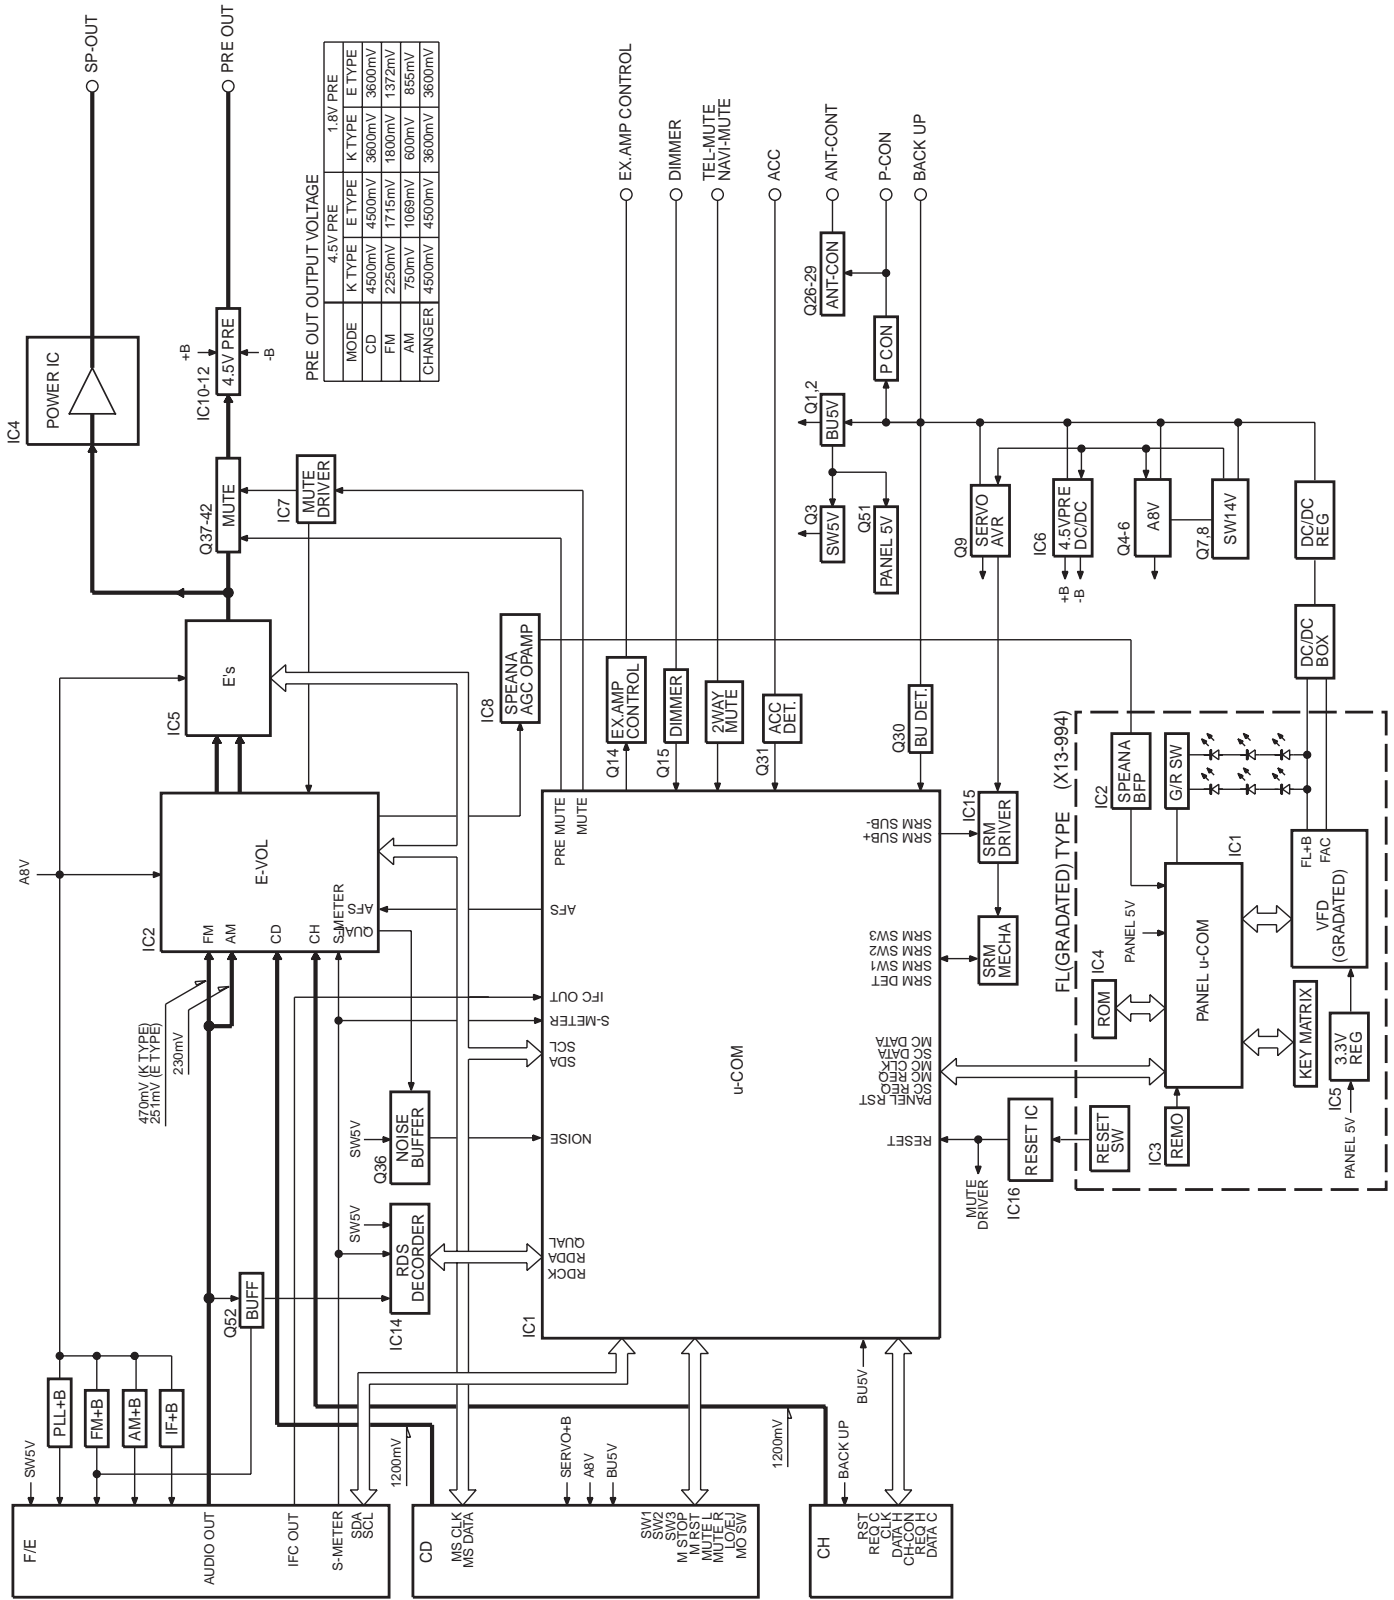 SP-OUT
PRE OUT
IC4
POWER IC
+B
IC10-12
4.5V PRE
-B
Q37-42
MUTE
IC7
MUTE
DRIVER
PRE OUT OUTPUT VOLTAGE
4.5V PRE
1.8V PRE
MODE
K TYPE
E TYPE
K TYPE
E TYPE
CD
4500mV
4500mV
3600mV
3600mV
FM
2250mV
1715mV
1800mV
1372mV
AM
750mV
1069mV
600mV
855mV
CHANGER
4500mV
4500mV
3600mV
3600mV
IC5
E's
IC8
SPEANA
AGC OPAMP
A8V
IC2
E-VOL
FM
AM
CD
CH
S-METER
AFS
QUAL
470mV (K TYPE)
251mV (E TYPE)
230mV
EX.AMP CONTROL
DIMMER
TEL-MUTE
NAVI-MUTE
ACC
ANT-CONT
P-CON
BACK UP
Q14
EX.AMP
CONTROL
Q15
DIMMER
2WAY
MUTE
Q31
ACC
DET.
Q30
BU DET.
Q26-29
ANT-CON
P CON
Q1,2
BU5V
Q3
SW5V
Q51
PANEL 5V
Q9
SERVO
AVR
IC6
4.5VPRE
DC/DC
+B
-B
Q4-6
A8V
Q7,8
SW14V
DC/DC
REG
DC/DC
BOX
IC1
u-COM
PRE MUTE
MUTE
AFS
IFC OUT
S-METER
SCL
SDA
NOISE
QUAL
RDDA
RDCK
SRM SUB-
SRM SUB+
SRM SW3
SRM SW2
SRM SW1
SRM DET
MC DATA
SC DATA
MC CLK
MC REQ
SC REQ
PANEL RST
RESET
IC15
SRM
DRIVER
SRM
MECHA
SW5V
Q36
NOISE
BUFFER
SW5V
IC14
RDS
DECORDER
Q52
BUFF
MUTE
DRIVER
IC16
RESET IC
BU5V
FL(GRADATED) TYPE (X13-994)
IC2
SPEANA
BFP
G/R SW
IC1
PANEL u-COM
PANEL 5V
IC4
ROM
FL+B
FAC
VFD
(GRADATED)
KEY MATRIX
IC5
3.3V
REG
PANEL 5V
IC3
REMO
RESET
SW
PLL+B
FM+B
AM+B
IF+B
SW5V
F/E
AUDIO OUT
IFC OUT
S-METER
SDA
SCL
1200mV
CD
MS CLK
MS DATA
SERVO+B
A8V
BU5V
SW1
SW2
SW3
M STOP
M RST
MUTE L
MUTE R
LO/EJ
MO SW
1200mV
CH
BACK UP
RST
REQ C
CLK
DATA H
CH-CON
REQ H
DATA C